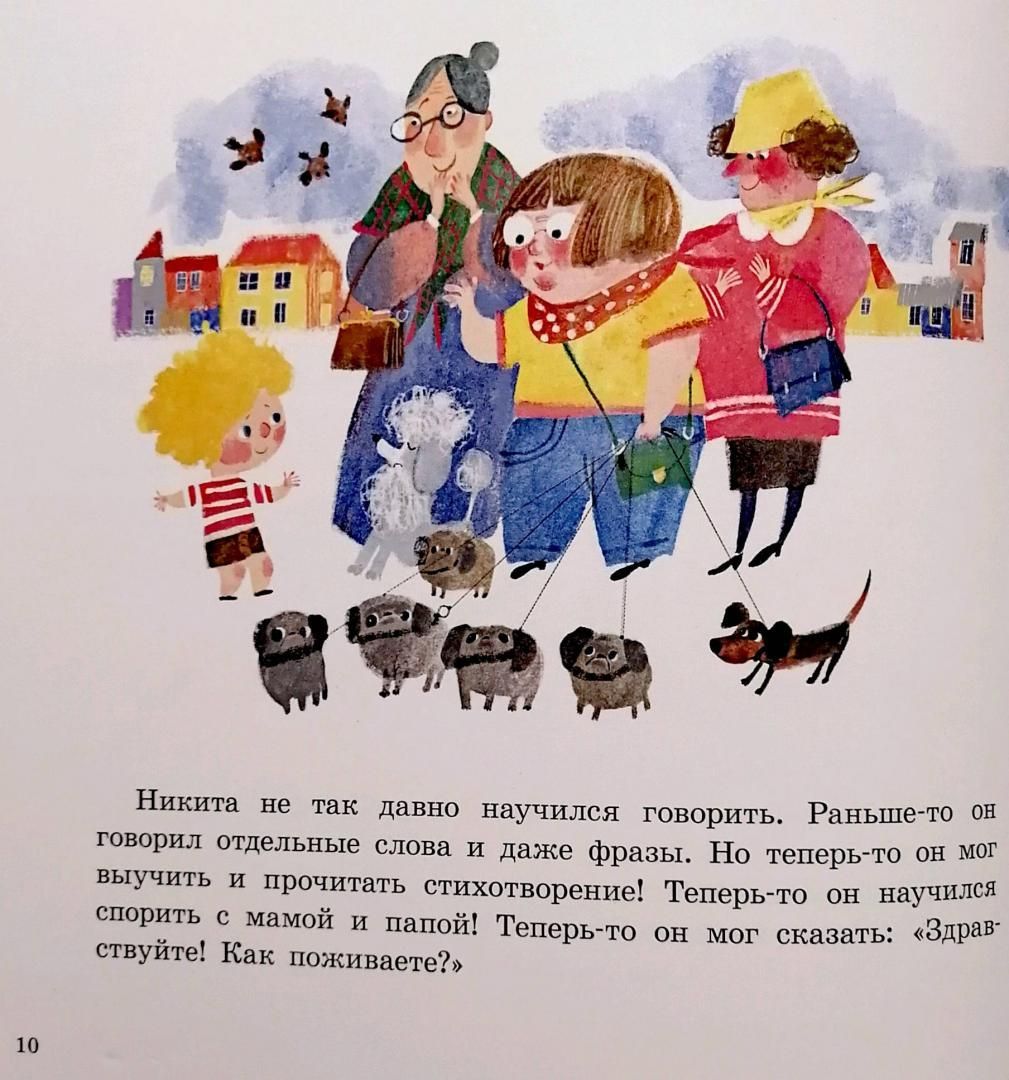 Никита не так давно научился говорить. Раньше-то он
говорил отдельные слова и даже фразы. Но теперь-то он мог
выучить и прочитать стихотворение! Теперь-то он научился
спорить с мамой и папой! Теперь-то он мог сказать: «Здрав-
ствуйте! Как поживаете?»
10